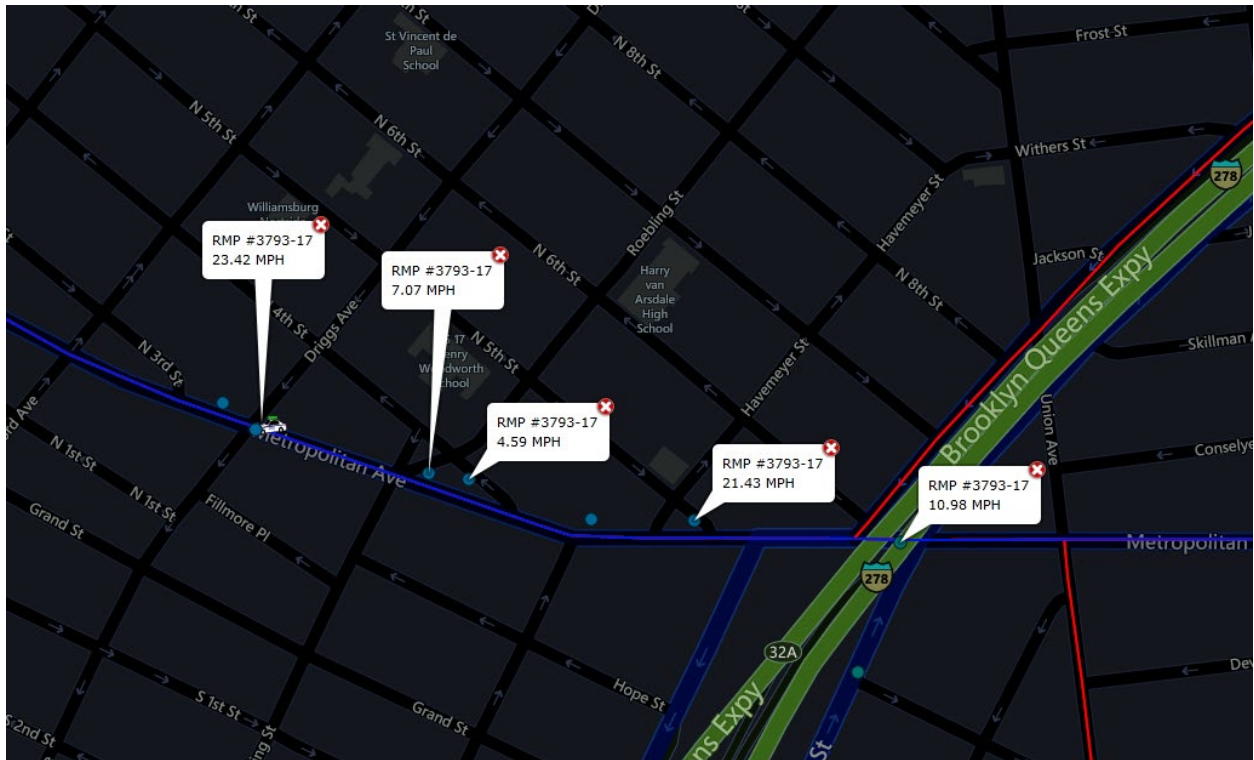 St Vincent de
Paul
School
N 8th St
Frost St
N 5th St
N 6th St
Withers St
278
Williamsburg
Roebling St
Havemeyer St
RMP #3793-17
23.42 MPH
RMP #3793-17
7.07 MPH
N 6th St
Harry
van
Arsdale
High
School
Jackson St
N 8th St
Brooklyn Queens Expy
4th St
Driggs Ave
N 5th St
17
School
Havemeyer St
Skillman
N 3rd St
RMP #3793-17
4.59 MPH
Union Ave
Metropolitan Ave
N 1st St
N 1st St
RMP #3793-17
21.43 MPH
RMP #3793-17
10.98 MPH
Grand St
Fillmore Pl
Metropolitan
278
32A
Hope St
S 1st St
Grand St
S 2nd St
Expy
St